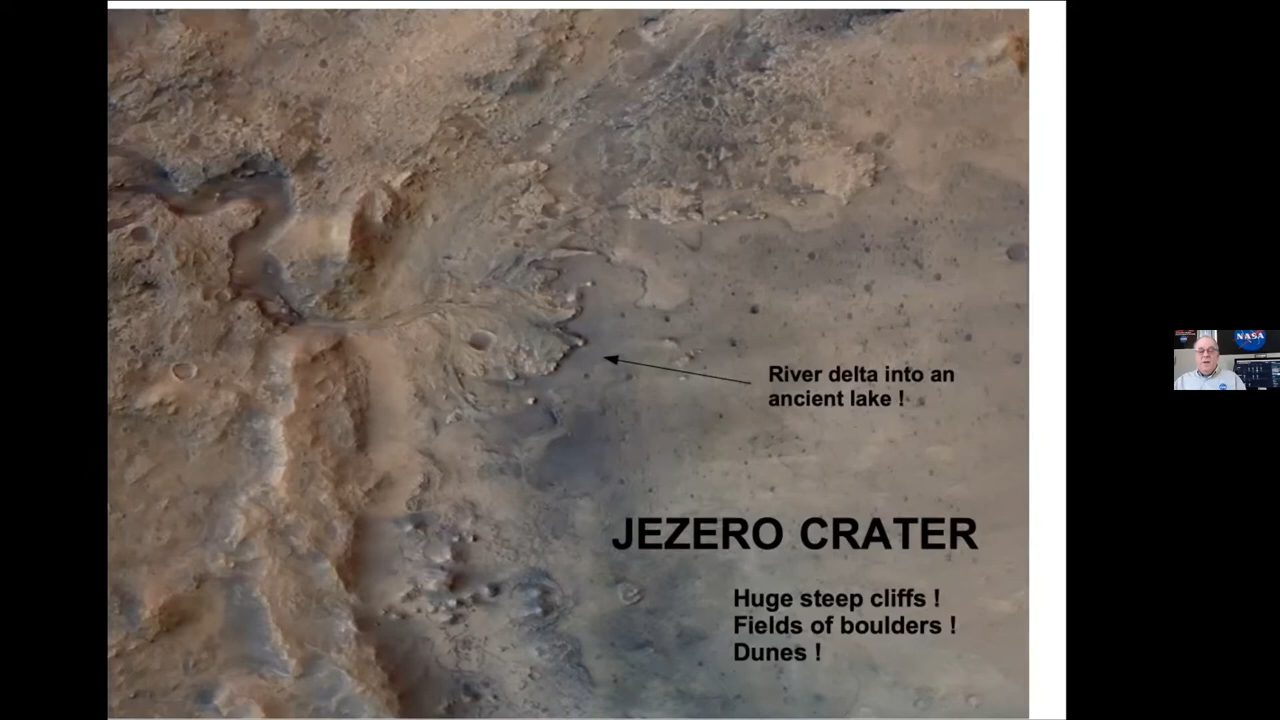 River delta into an
ancient lake !
JEZERO CRATER
Huge steep cliffs !
Fields of boulders !
Dunes !
NASA